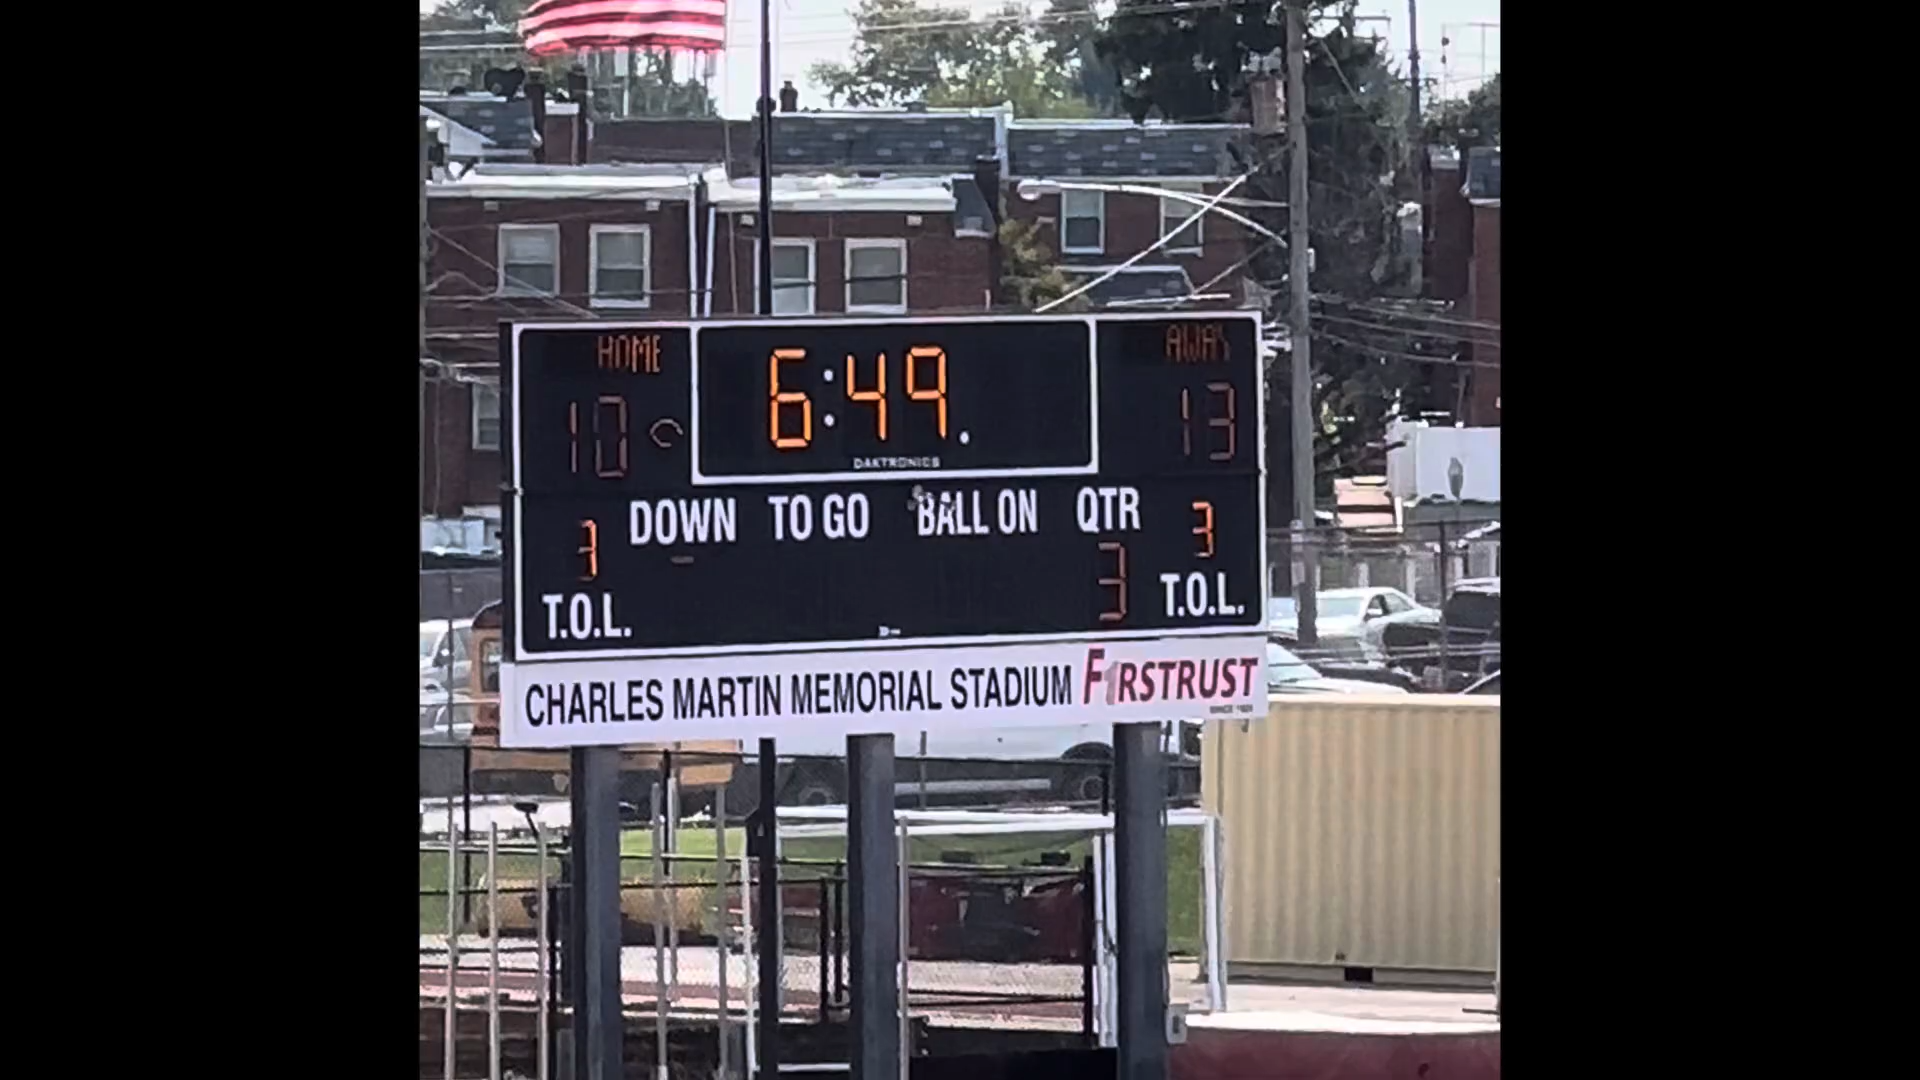 HOME 6:49 AWAY
10 13
DAKTRONICS
DOWN TO GO BALL ON QTR
3 3 3
T.O.L. T.O.L.
CHARLES MARTIN MEMORIAL STADIUM FIRSTRUST